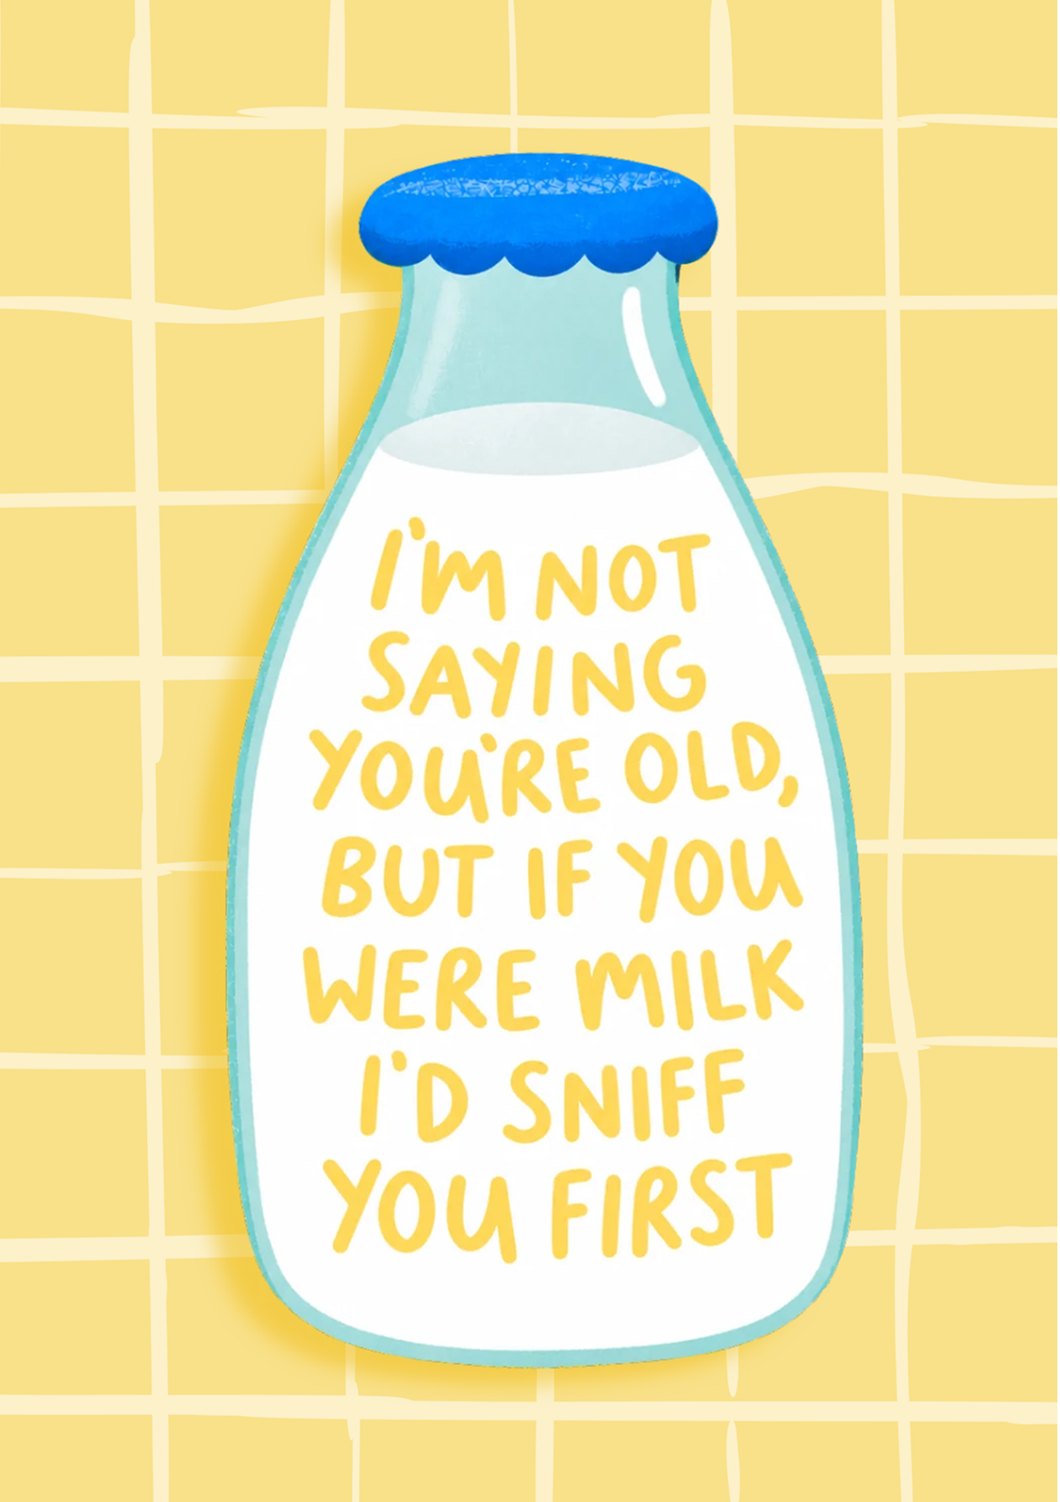 I'M NOT
SAYING
YOU'RE OLD,
BUT IF YOU
WERE MILK
I'D SNIFF
YOU FIRST